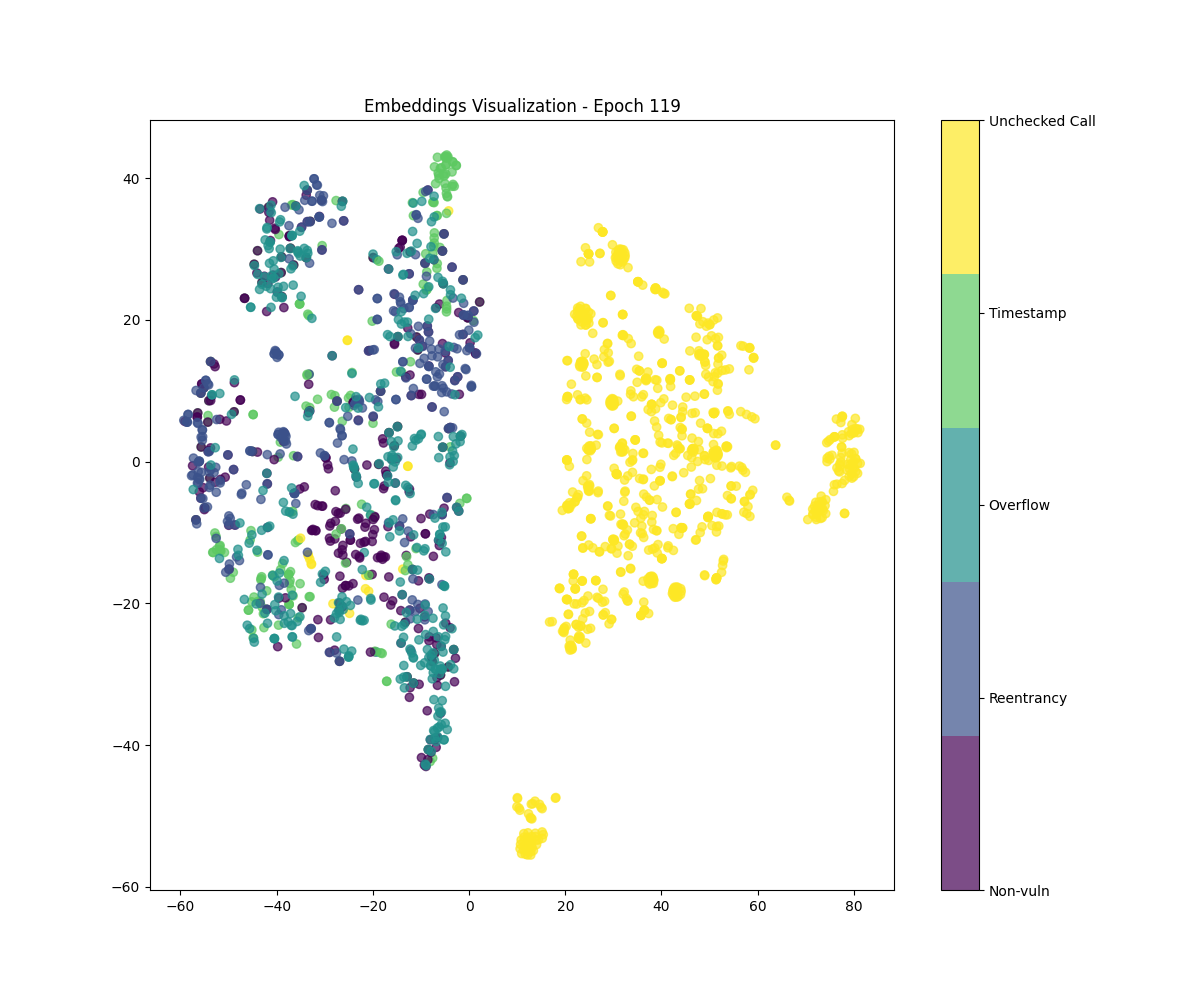 Embeddings Visualization - Epoch 119
40
20
0
−20
−40
−60
−60
−40
−20
0
20
40
60
80
Unchecked Call
Timestamp
Overflow
Reentrancy
Non-vuln